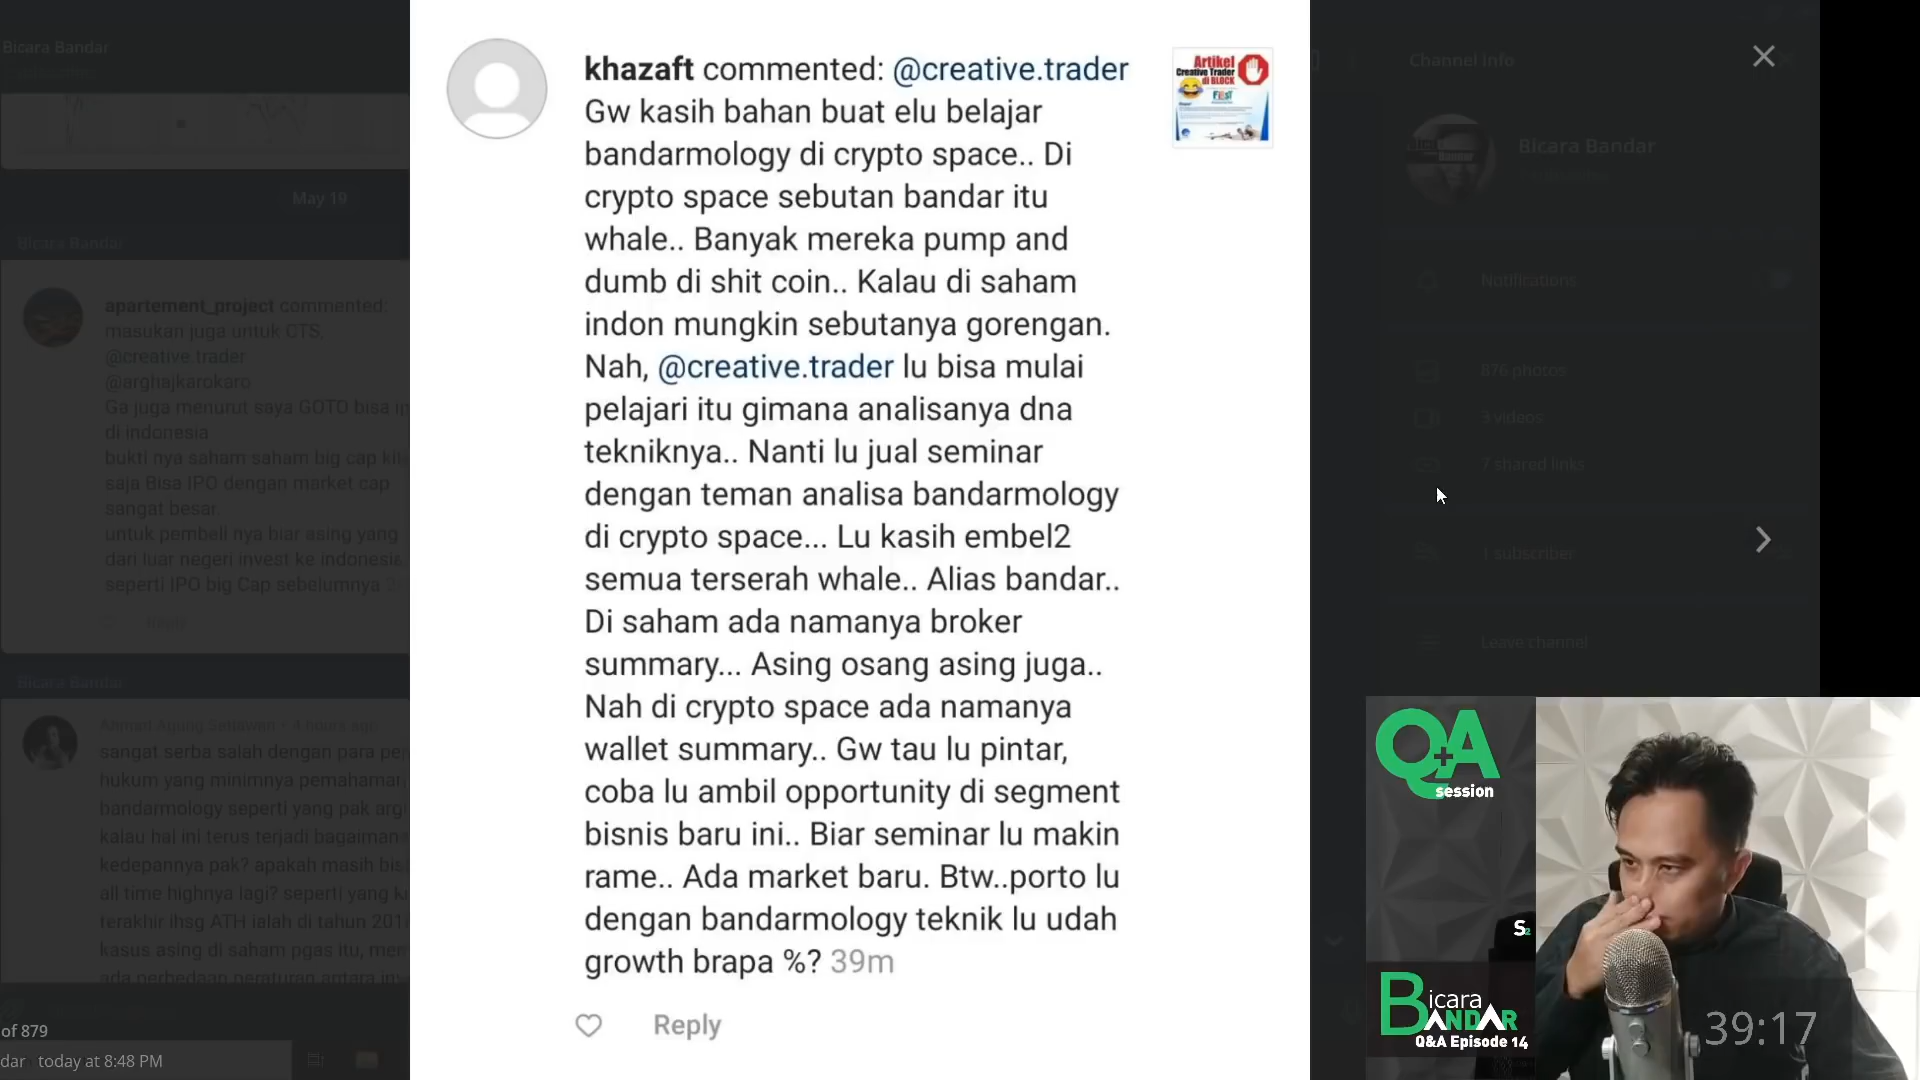 Bicara Bandar
May 19
Bicara Bandar
apartement_project commented:
masukan juga untuk CTS.
@creative.trader
@arghajkarokaro
Ga juga menurut saya GOTO bisa
di indonesia
bukti nya saham saham big cap
saja Bisa IPO dengan market cap
sangat besar.
untuk pembeli nya biar asing yang
dari luar negeri invest ke indonesia.
seperti IPO big Cap sebelumnya
Reply
Bicara Bandar
4 hours ago
sangat serba salah dengan para
hukum yang minimnya
bandarmology seperti yang pak
kalau hal ini terus terjadi
kedepannya pak? apakah masih
all time highnya lagi? seperti yang
terakhir ihsg ATH ialah di tahun
kasus asing di saham pgas itu,
ada perbedaan peraturan antara
of 879
dar today at 8:48 PM
khazaft commented: @creative.trader
Gw kasih bahan buat elu belajar
bandarmology di crypto space.. Di
crypto space sebutan bandar itu
whale.. Banyak mereka pump and
dumb di shit coin.. Kalau di saham
indon mungkin sebutanya gorengan.
Nah, @creative.trader lu bisa mulai
pelajari itu gimana analisanya dna
tekniknya.. Nanti lu jual seminar
dengan teman analisa bandarmology
di crypto space... Lu kasih embel2
semua terserah whale.. Alias bandar..
Di saham ada namanya broker
summary... Asing osang asing juga..
Nah di crypto space ada namanya
wallet summary.. Gw tau lu pintar,
coba lu ambil opportunity di segment
bisnis baru ini.. Biar seminar lu makin
rame.. Ada market baru. Btw..porto lu
dengan bandarmology teknik lu udah
growth brapa %? 39m
Reply
Artikel
Creative Trader
di BLOCK
Channel Info
Bicara Bandar
Notifications
876 photos
3 videos
7 shared links
1 subscriber
Leave channel
Q+A
session
Bicara
BANDAR
Q&A Episode 14
39:17